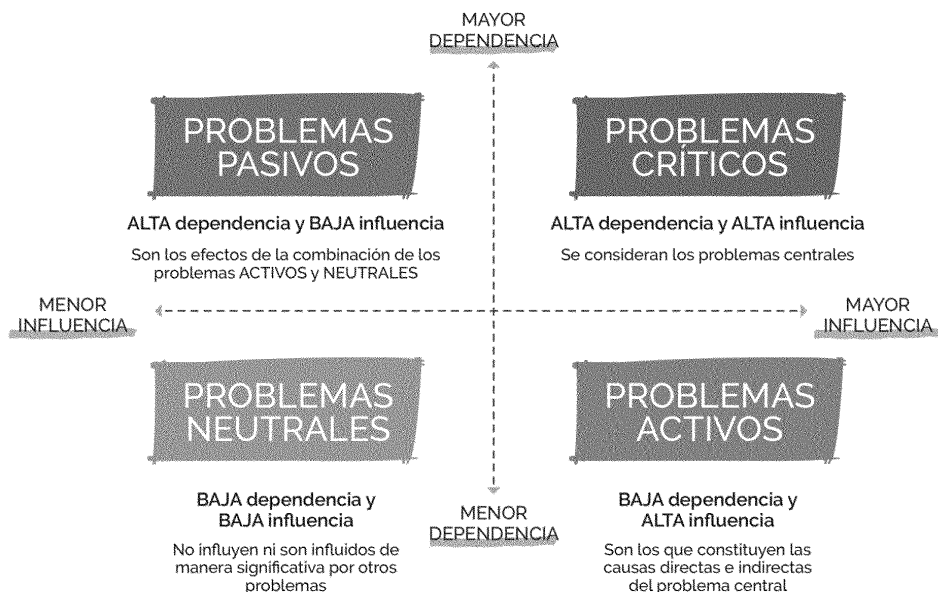 MAYOR
DEPENDENCIA
PROBLEMAS
PASIVOS
ALTA dependencia y BAJA influencia
Son los efectos de la combinación de los
problemas ACTIVOS y NEUTRALES
PROBLEMAS
CRÍTICOS
ALTA dependencia y ALTA influencia
Se consideran los problemas centrales
MENOR
INFLUENCIA
MAYOR
INFLUENCIA
PROBLEMAS
NEUTRALES
BAJA dependencia y
BAJA influencia
No influyen ni son influidos de
manera significativa por otros
problemas
MENOR
DEPENDENCIA
PROBLEMAS
ACTIVOS
BAJA dependencia y
ALTA influencia
Son los que constituyen las
causas directas e indirectas
del problema central